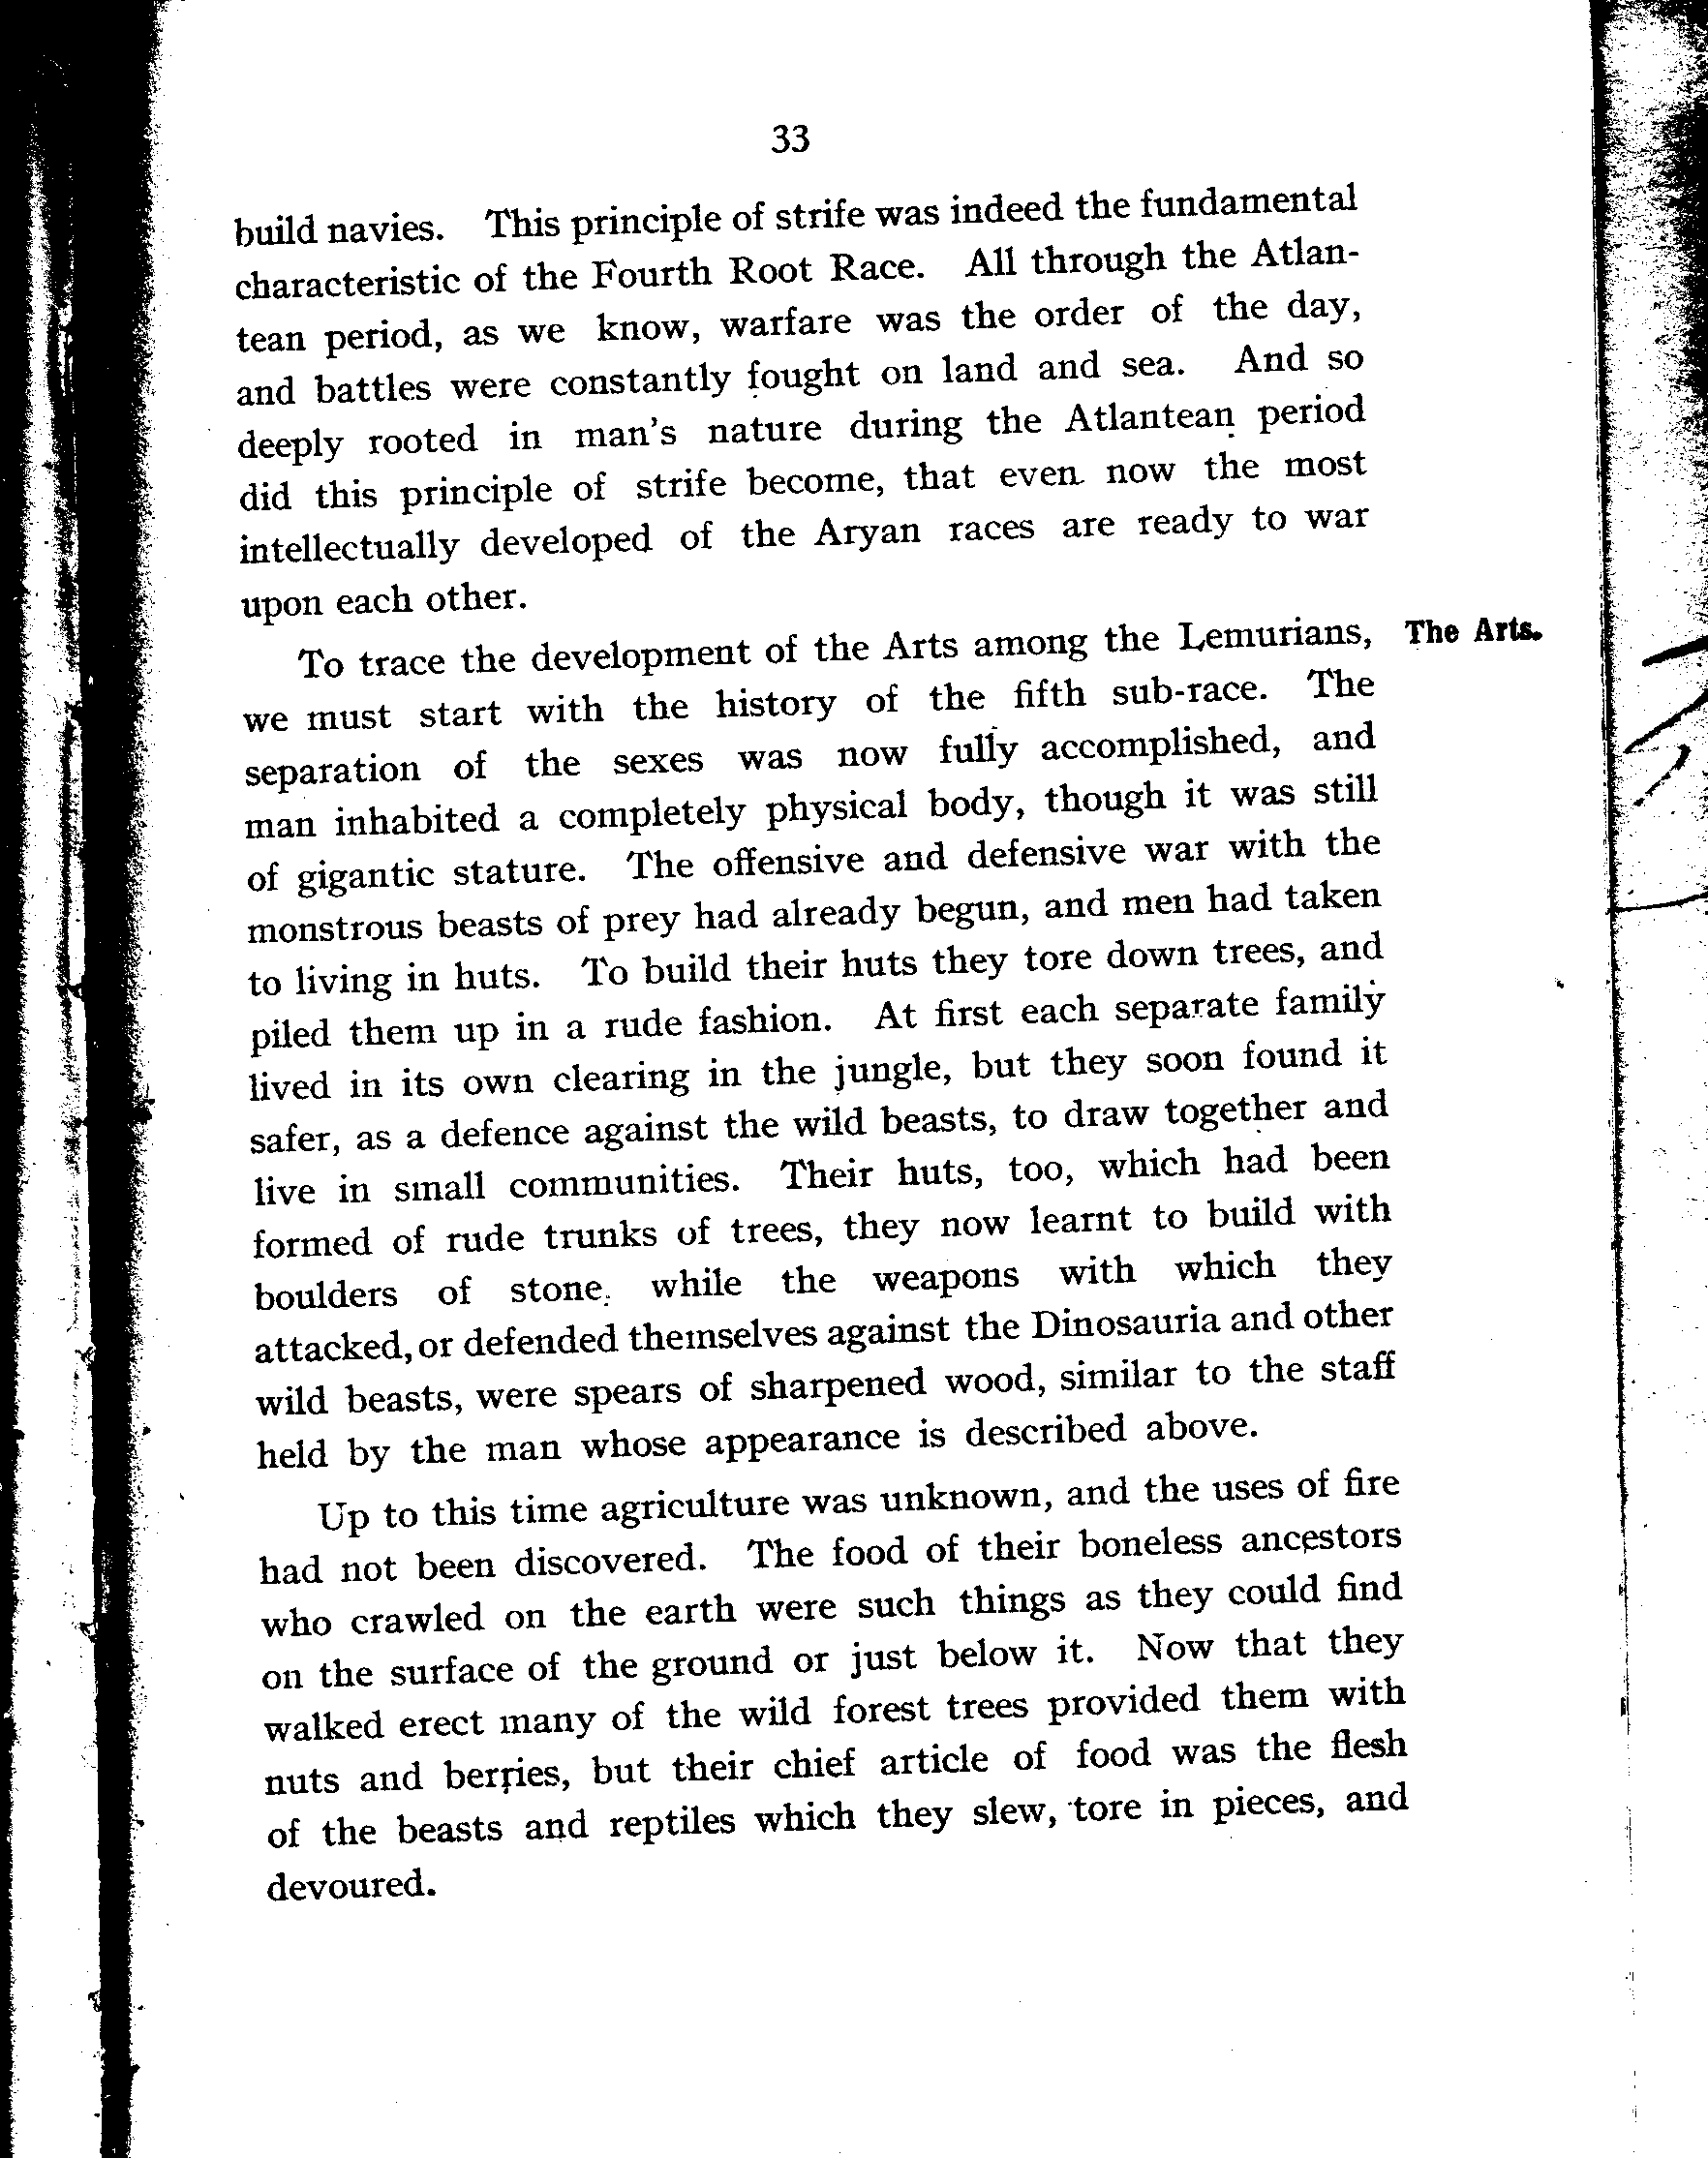 33
build navies. This principle of strife was indeed the fundamental
characteristic of the Fourth Root Race. All through the Atlan-
tean period, as we know, warfare was the order of the day,
and battles were constantly fought on land and sea. And so
deeply rooted in man's nature during the Atlantean period
did this principle of strife become, that even now the most
intellectually developed of the Aryan races are ready to war
upon each other.
To trace the development of the Arts among the Lemurians, The Arts.
we must start with the history of the fifth sub-race. The
separation of the sexes was now fully accomplished, and
man inhabited a completely physical body, though it was still
of gigantic stature. The offensive and defensive war with the
monstrous beasts of prey had already begun, and men had taken
to living in huts. To build their huts they tore down trees, and
piled them up in a rude fashion. At first each separate family
lived in its own clearing in the jungle, but they soon found it
safer, as a defence against the wild beasts, to draw together and
live in small communities. Their huts, too, which had been
formed of rude trunks of trees, they now learnt to build with
boulders of stone, while the weapons with which they
attacked, or defended themselves against the Dinosauria and other
wild beasts, were spears of sharpened wood, similar to the staff
held by the man whose appearance is described above.
Up to this time agriculture was unknown, and the uses of fire
had not been discovered. The food of their boneless ancestors
who crawled on the earth were such things as they could find
on the surface of the ground or just below it. Now that they
walked erect many of the wild forest trees provided them with
nuts and berries, but their chief article of food was the flesh
of the beasts and reptiles which they slew, tore in pieces, and
devoured.